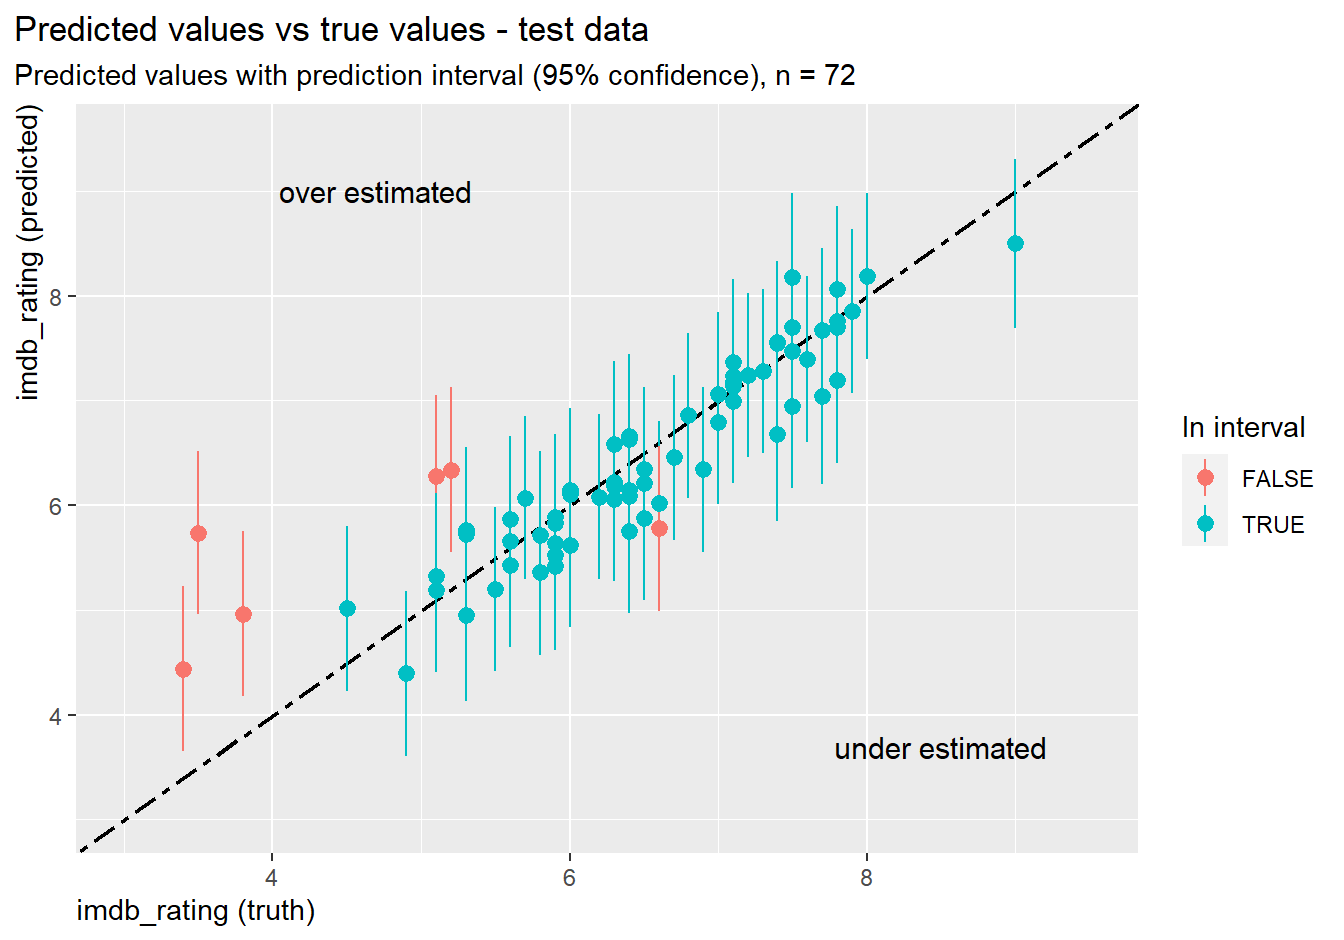 Predicted values vs true values - test data
Predicted values with prediction interval (95% confidence), n = 72
imdb_rating (predicted)
8
6
4
over estimated
under estimated
4
6
8
imdb_rating (truth)
In interval
FALSE
TRUE